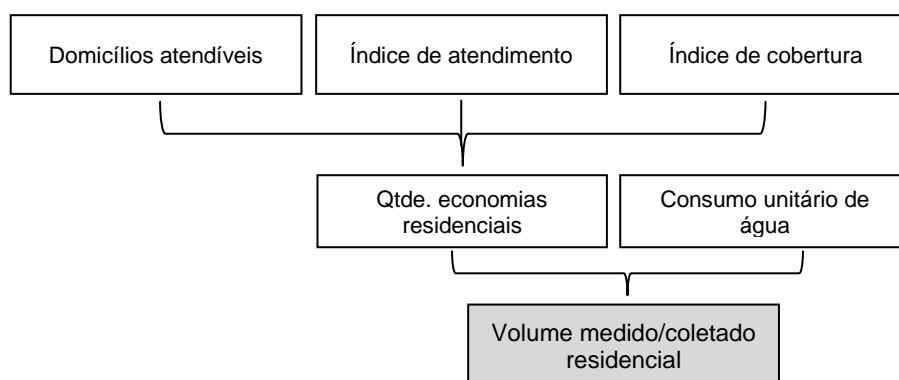 Domicílios atendíveis
Índice de atendimento
Índice de cobertura
Qtde. economias
residenciais
Consumo unitário de
água
Volume medido/coletado
residencial